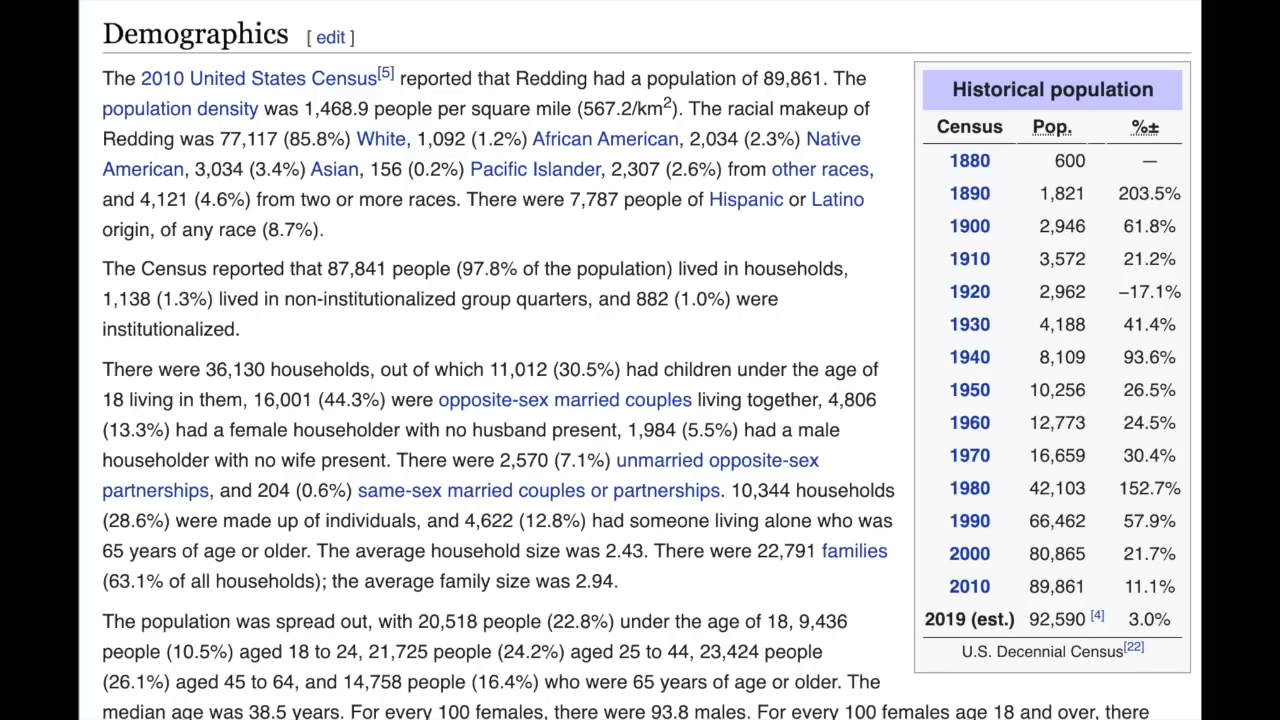 Demographics [ edit ]
The 2010 United States Census[5] reported that Redding had a population of 89,861. The
population density was 1,468.9 people per square mile (567.2/km2). The racial makeup of
Redding was 77,117 (85.8%) White, 1,092 (1.2%) African American, 2,034 (2.3%) Native
American, 3,034 (3.4%) Asian, 156 (0.2%) Pacific Islander, 2,307 (2.6%) from other races,
and 4,121 (4.6%) from two or more races. There were 7,787 people of Hispanic or Latino
origin, of any race (8.7%).
The Census reported that 87,841 people (97.8% of the population) lived in households,
1,138 (1.3%) lived in non-institutionalized group quarters, and 882 (1.0%) were
institutionalized.
There were 36,130 households, out of which 11,012 (30.5%) had children under the age of
18 living in them, 16,001 (44.3%) were opposite-sex married couples living together, 4,806
(13.3%) had a female householder with no husband present, 1,984 (5.5%) had a male
householder with no wife present. There were 2,570 (7.1%) unmarried opposite-sex
partnerships, and 204 (0.6%) same-sex married couples or partnerships. 10,344 households
(28.6%) were made up of individuals, and 4,622 (12.8%) had someone living alone who was
65 years of age or older. The average household size was 2.43. There were 22,791 families
(63.1% of all households); the average family size was 2.94.
The population was spread out, with 20,518 people (22.8%) under the age of 18, 9,436
people (10.5%) aged 18 to 24, 21,725 people (24.2%) aged 25 to 44, 23,424 people
(26.1%) aged 45 to 64, and 14,758 people (16.4%) who were 65 years of age or older. The
median age was 38.5 years. For every 100 females, there were 93.8 males. For every 100 females age 18 and over, there
Historical population
Census Pop. %±
1880 600 —
1890 1,821 203.5%
1900 2,946 61.8%
1910 3,572 21.2%
1920 2,962 −17.1%
1930 4,188 41.4%
1940 8,109 93.6%
1950 10,256 26.5%
1960 12,773 24.5%
1970 16,659 30.4%
1980 42,103 152.7%
1990 66,462 57.9%
2000 80,865 21.7%
2010 89,861 11.1%
2019 (est.) 92,590 [4] 3.0%
U.S. Decennial Census[22]